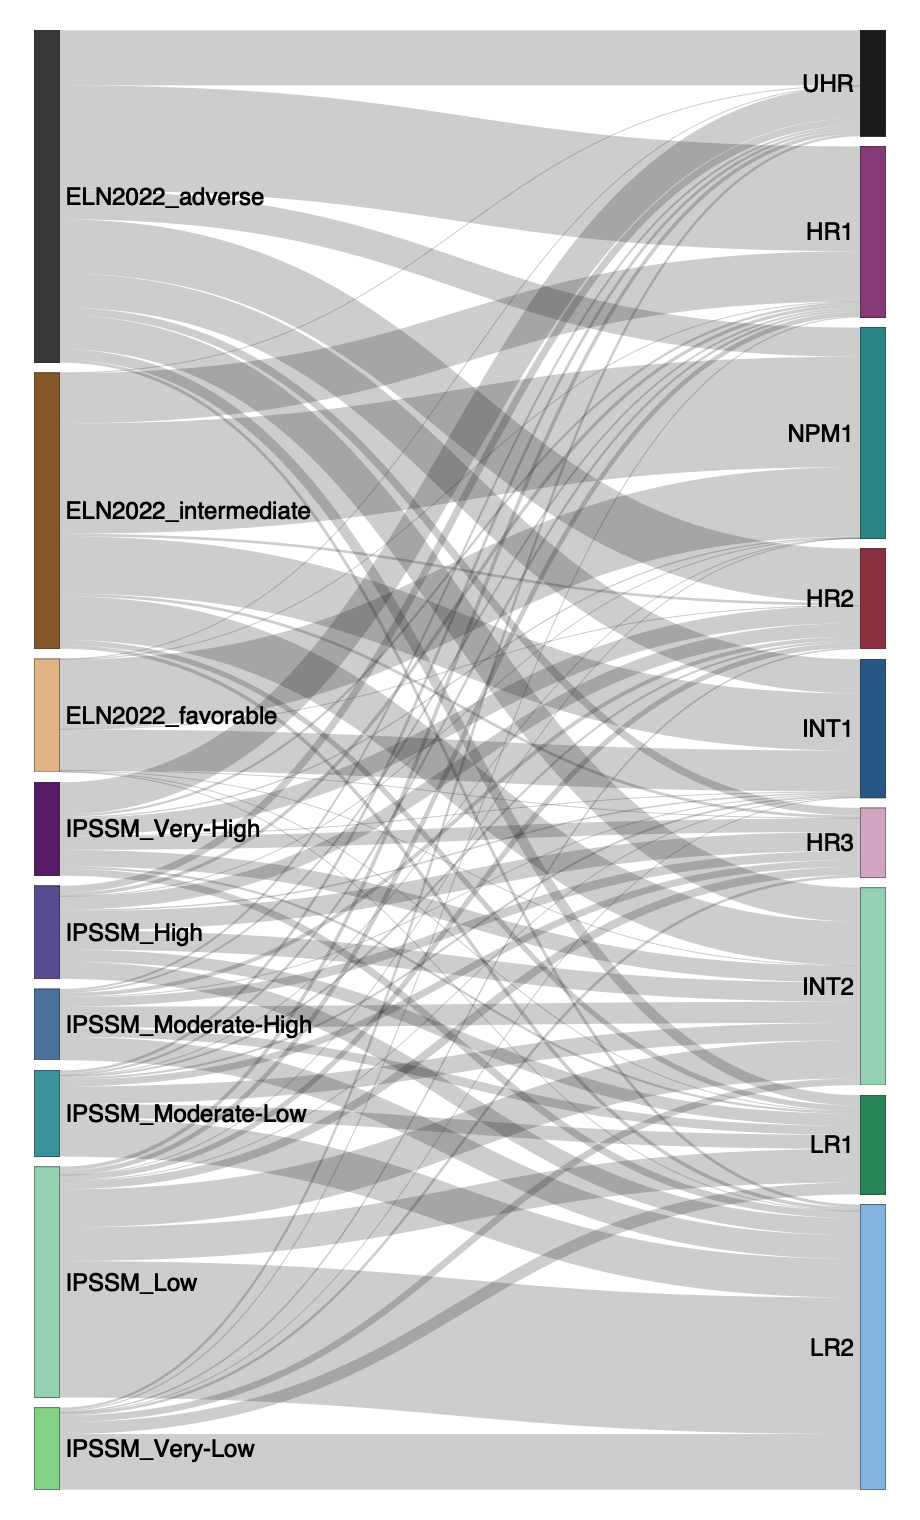 UHR
ELN2022_adverse
HR1
NPM1
ELN2022_intermediate
HR2
ELN2022_favorable
INT1
IPSSM_Very-High
HR3
IPSSM_High
INT2
IPSSM_Moderate-High
IPSSM_Moderate-Low
LR1
IPSSM_Low
LR2
IPSSM_Very-Low